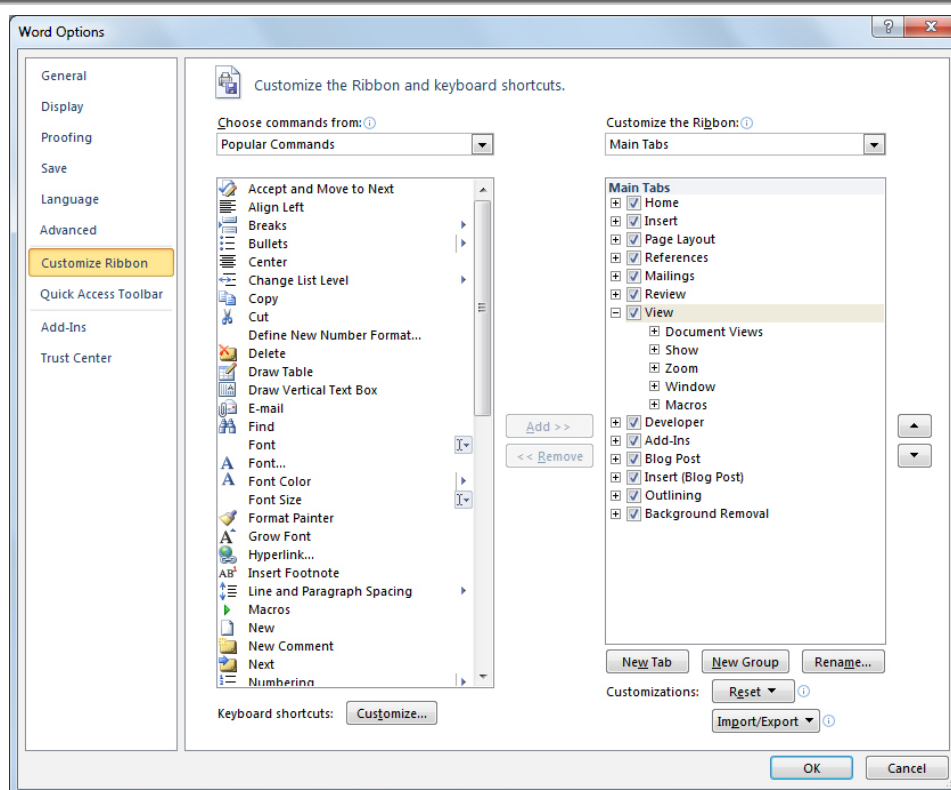 Word Options
General
Display
Proofing
Save
Language
Advanced
Customize Ribbon
Quick Access Toolbar
Add-Ins
Trust Center
Customize the Ribbon and keyboard shortcuts.
Choose commands from:
Popular Commands
Accept and Move to Next
Align Left
Breaks
Bullets
Center
Change List Level
Copy
Cut
Define New Number Format...
Delete
Draw Table
Draw Vertical Text Box
E-mail
Find
Font
Font...
Font Color
Font Size
Format Painter
Grow Font
Hyperlink...
Insert Footnote
Line and Paragraph Spacing
Macros
New
New Comment
Next
Numbering
Keyboard shortcuts: Customize...
Add >>
<< Remove
Customize the Ribbon:
Main Tabs
Main Tabs
Home
Insert
Page Layout
References
Mailings
Review
View
Document Views
Show
Zoom
Window
Macros
Developer
Add-Ins
Blog Post
Insert (Blog Post)
Outlining
Background Removal
New Tab New Group Rename...
Customizations: Reset
Import/Export
OK Cancel